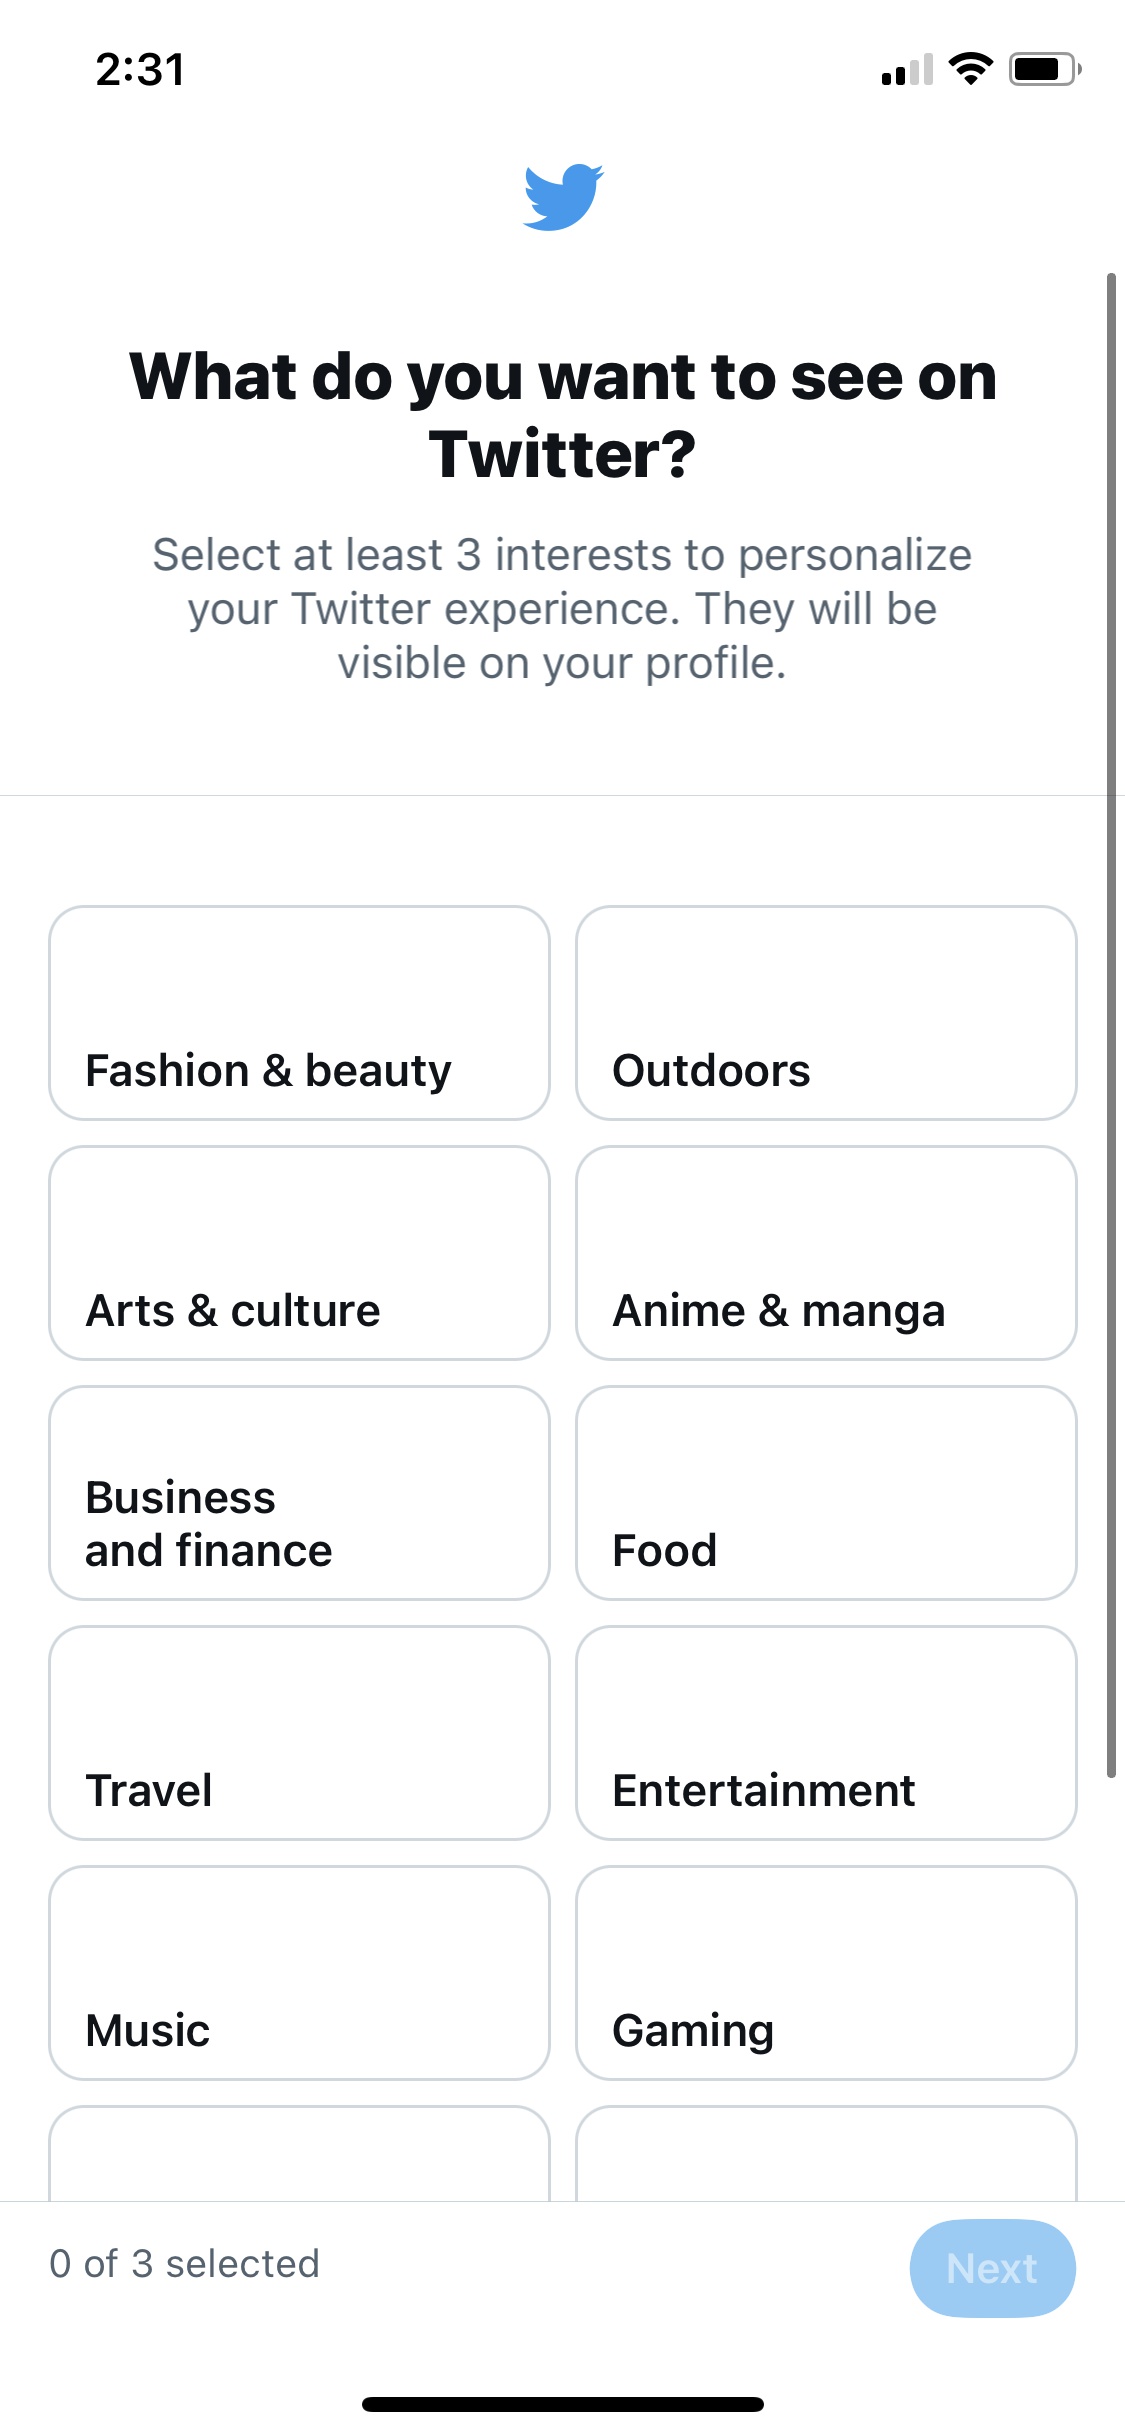 2:31
What do you want to see on
Twitter?
Select at least 3 interests to personalize
your Twitter experience. They will be
visible on your profile.
Fashion & beauty
Outdoors
Arts & culture
Anime & manga
Business
and finance
Food
Travel
Entertainment
Music
Gaming
0 of 3 selected
Next